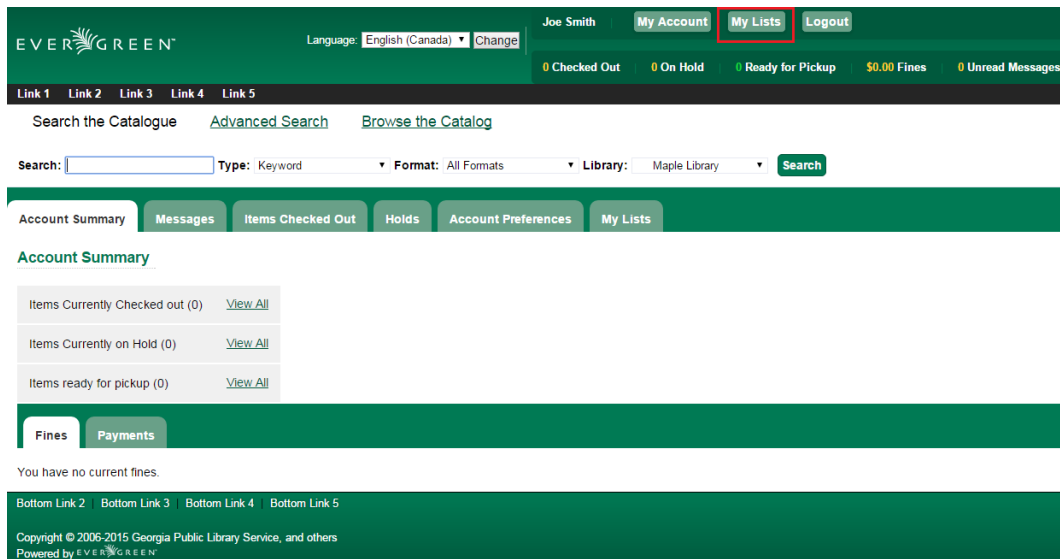 Joe Smith My Account My Lists Logout
EVERGREEN
Language: English (Canada) Change
0 Checked Out 0 On Hold 0 Ready for Pickup $0.00 Fines 0 Unread Messages
Link 1 Link 2 Link 3 Link 4 Link 5
Search the Catalogue Advanced Search Browse the Catalog
Search: Type: Keyword Format: All Formats Library: Maple Library Search
Account Summary Messages Items Checked Out Holds Account Preferences My Lists
Account Summary
Items Currently Checked out (0) View All
Items Currently on Hold (0) View All
Items ready for pickup (0) View All
Fines Payments
You have no current fines.
Bottom Link 2 Bottom Link 3 Bottom Link 4 Bottom Link 5
Copyright © 2006-2015 Georgia Public Library Service, and others
Powered by EVERGREEN